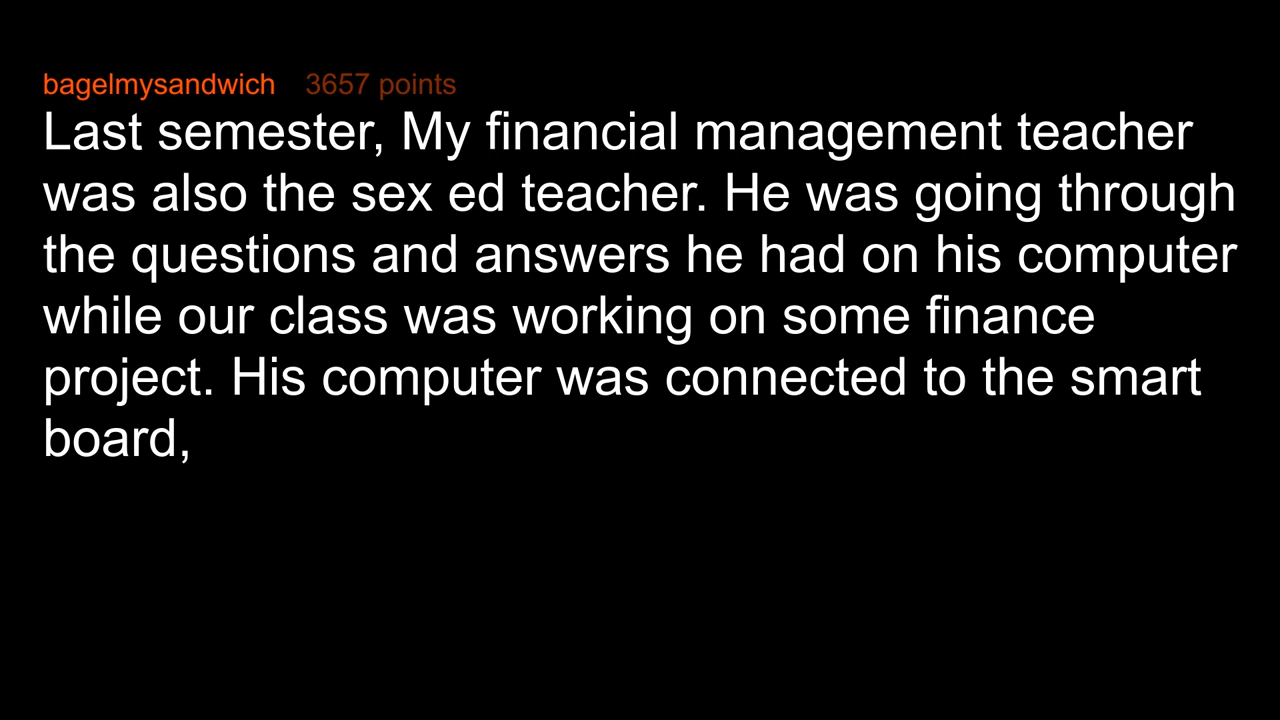 bagelmysandwich 3657 points
Last semester, My financial management teacher
was also the sex ed teacher. He was going through
the questions and answers he had on his computer
while our class was working on some finance
project. His computer was connected to the smart
board,